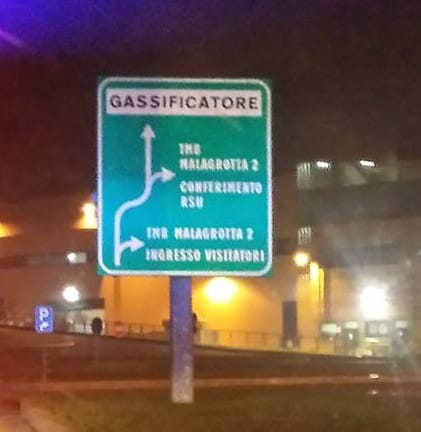 GASSIFICATORE
TMB
MALAGROTTA 2
CONFERIMENTO
RSU
TMB MALAGROTTA 2
INGRESSO VISITATORI
P